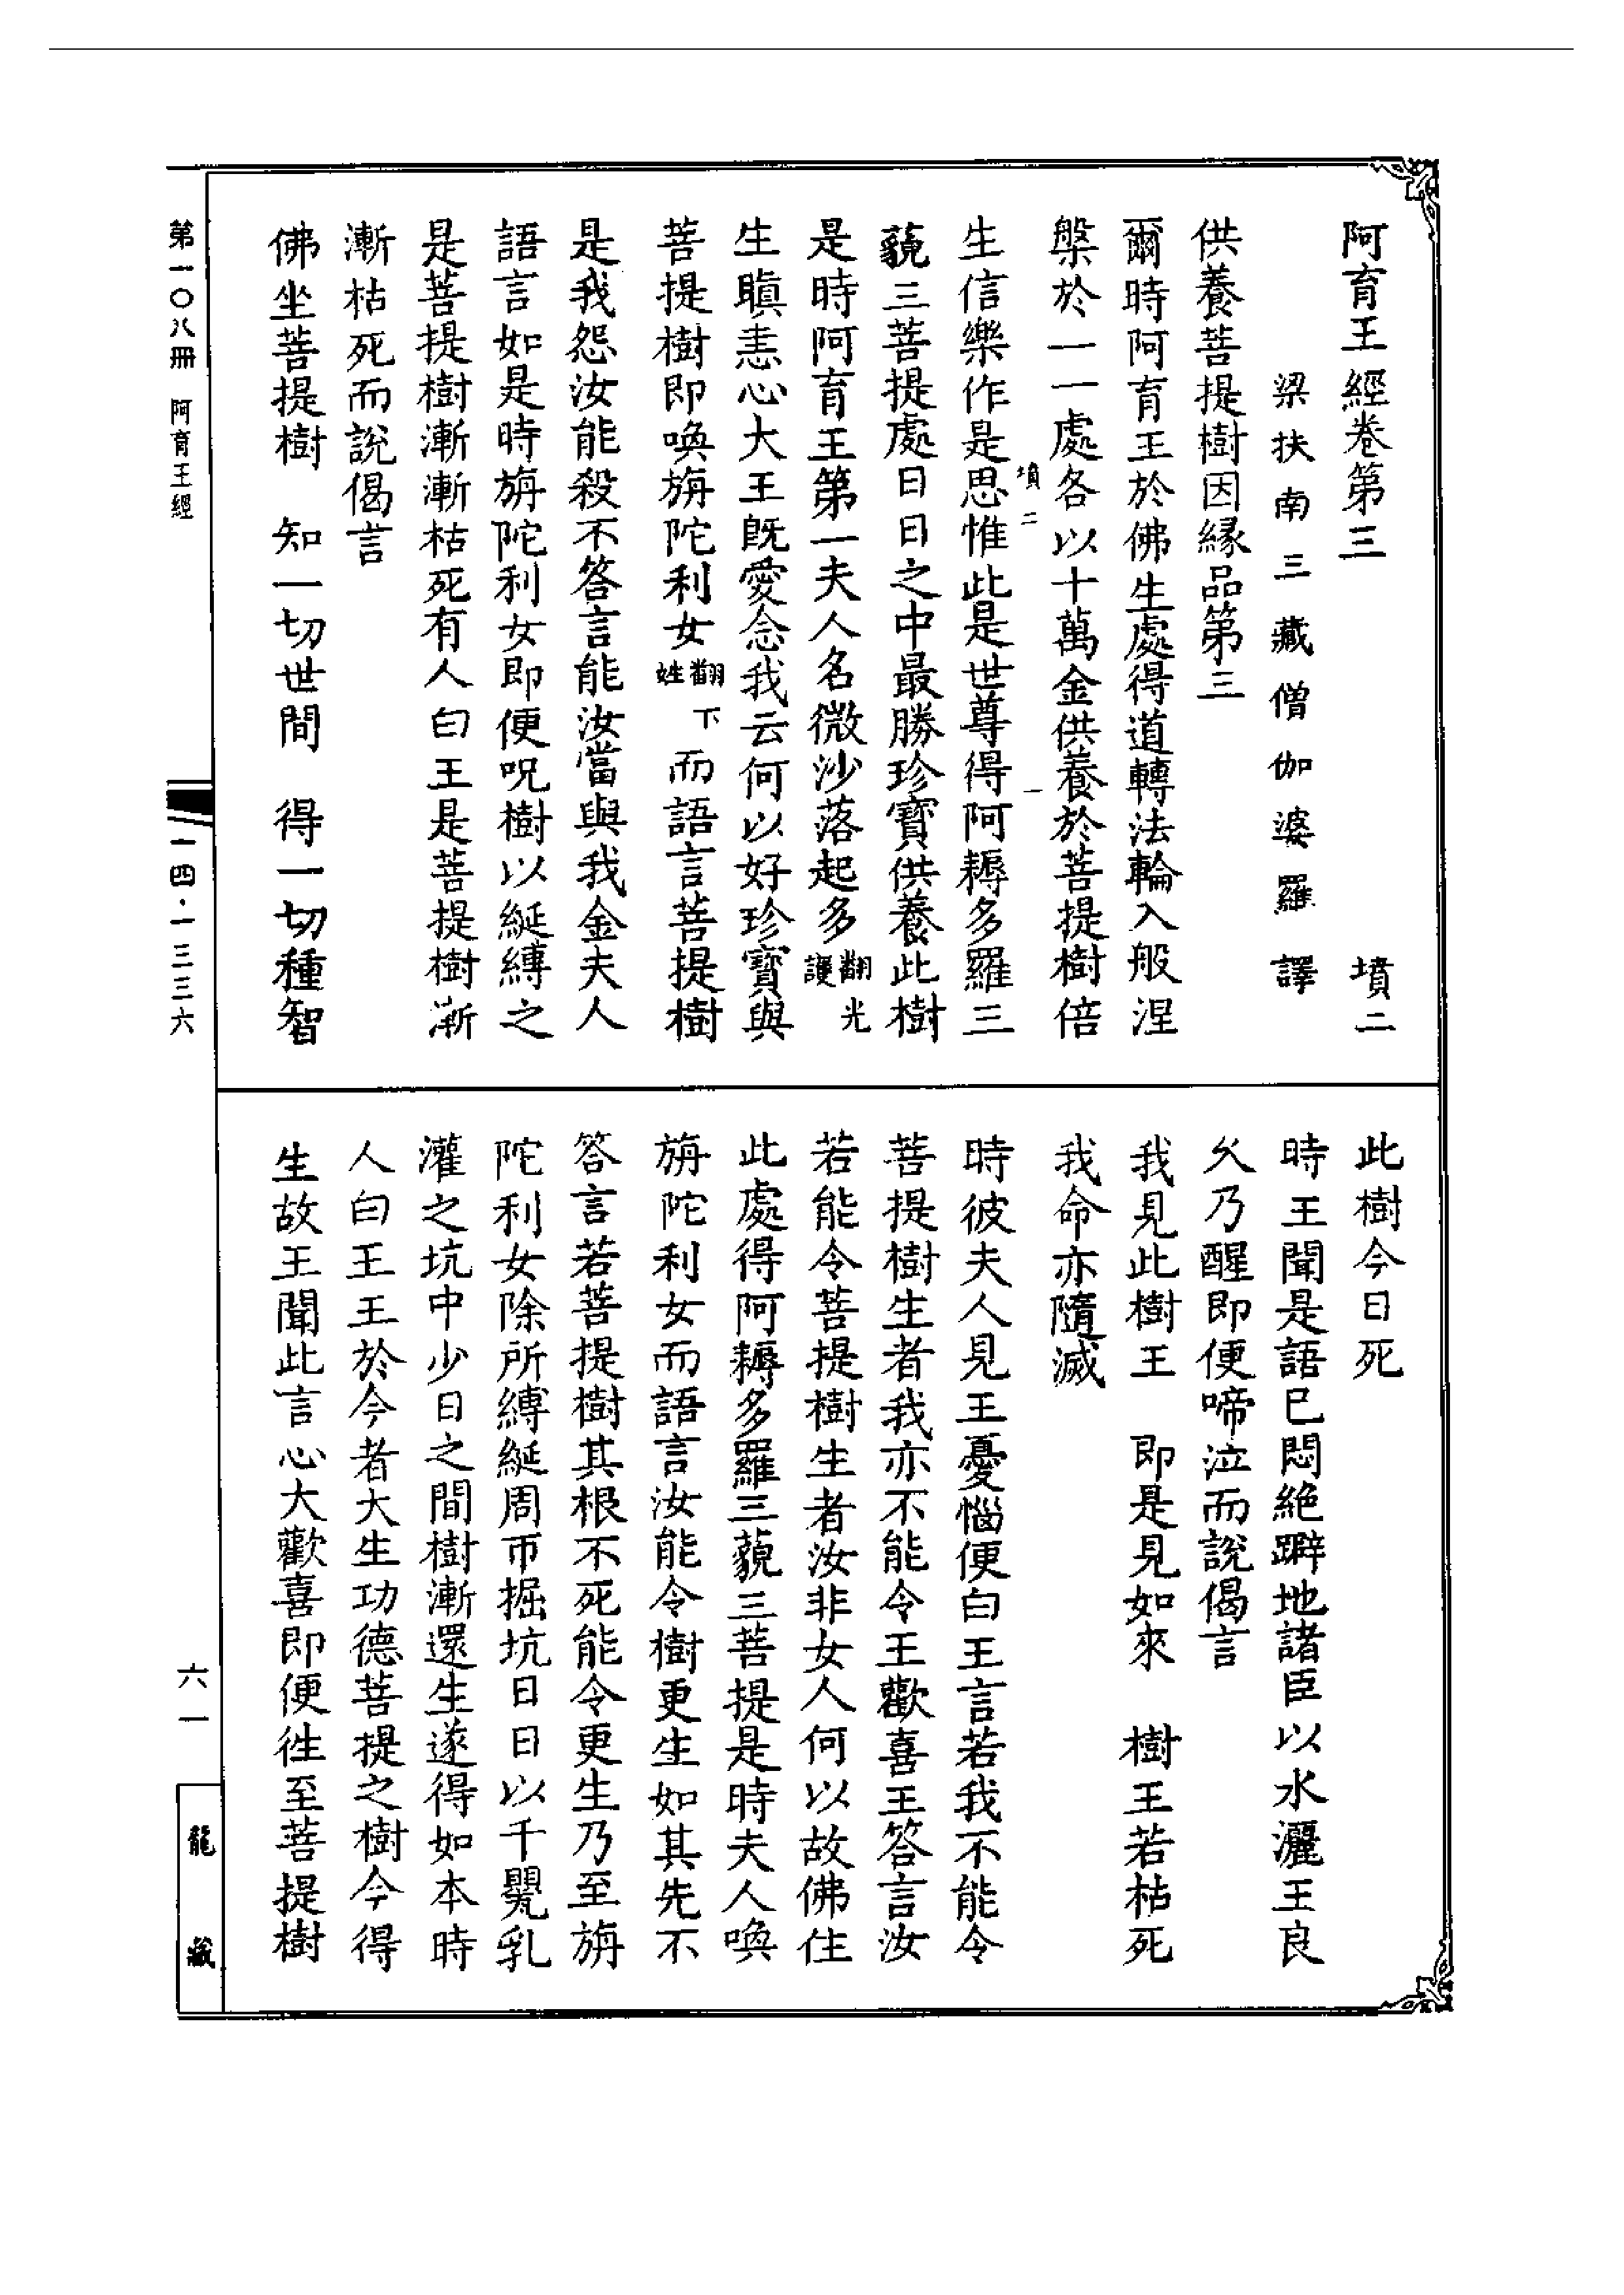 阿育王經卷第三　墳二
梁扶南三藏僧伽婆羅譯
供養菩提樹因緣品第三
爾時阿育王於佛生處得道轉法輪入般涅
槃於一一處各以十萬金供養於菩提樹倍
墳二　一
生信樂作是思惟此是世尊得阿耨多羅三
藐三菩提處日日之中最勝珍寶供養此樹
是時阿育王第一夫人名微沙落起多翻光護
生瞋恚心大王既愛念我云何以好珍寶與
菩提樹即喚旃陀利女翻下姓而語言菩提樹
是我怨汝能殺不答言能汝當與我金夫人
語言如是時旃陀利女即便呪樹以綖縛之
是菩提樹漸漸枯死有人白王是菩提樹漸
漸枯死而說偈言
佛坐菩提樹　知一切世間　得一切種智
此樹今日死
時王聞是語已悶絕躃地諸臣以水灑王良
久乃醒即便啼泣而說偈言
我見此樹王　即是見如來　樹王若枯死
我命亦隨滅
時彼夫人見王憂惱便白王言若我不能令
菩提樹生者我亦不能令王歡喜王答言汝
若能令菩提樹生者汝非女人何以故佛住
此處得阿耨多羅三藐三菩提是時夫人喚
旃陀利女而語言汝能令樹更生如其先不
答言若菩提樹其根不死能令更生乃至旃
陀利女除所縛綖周帀掘坑日日以千甖乳
灌之坑中少日之間樹漸還生遂得如本時
人白王王於今者大生功德菩提之樹今得
生故王聞此言心大歡喜即便往至菩提樹
第一〇八冊　阿育王經
一四·一三三六
六一
龍藏